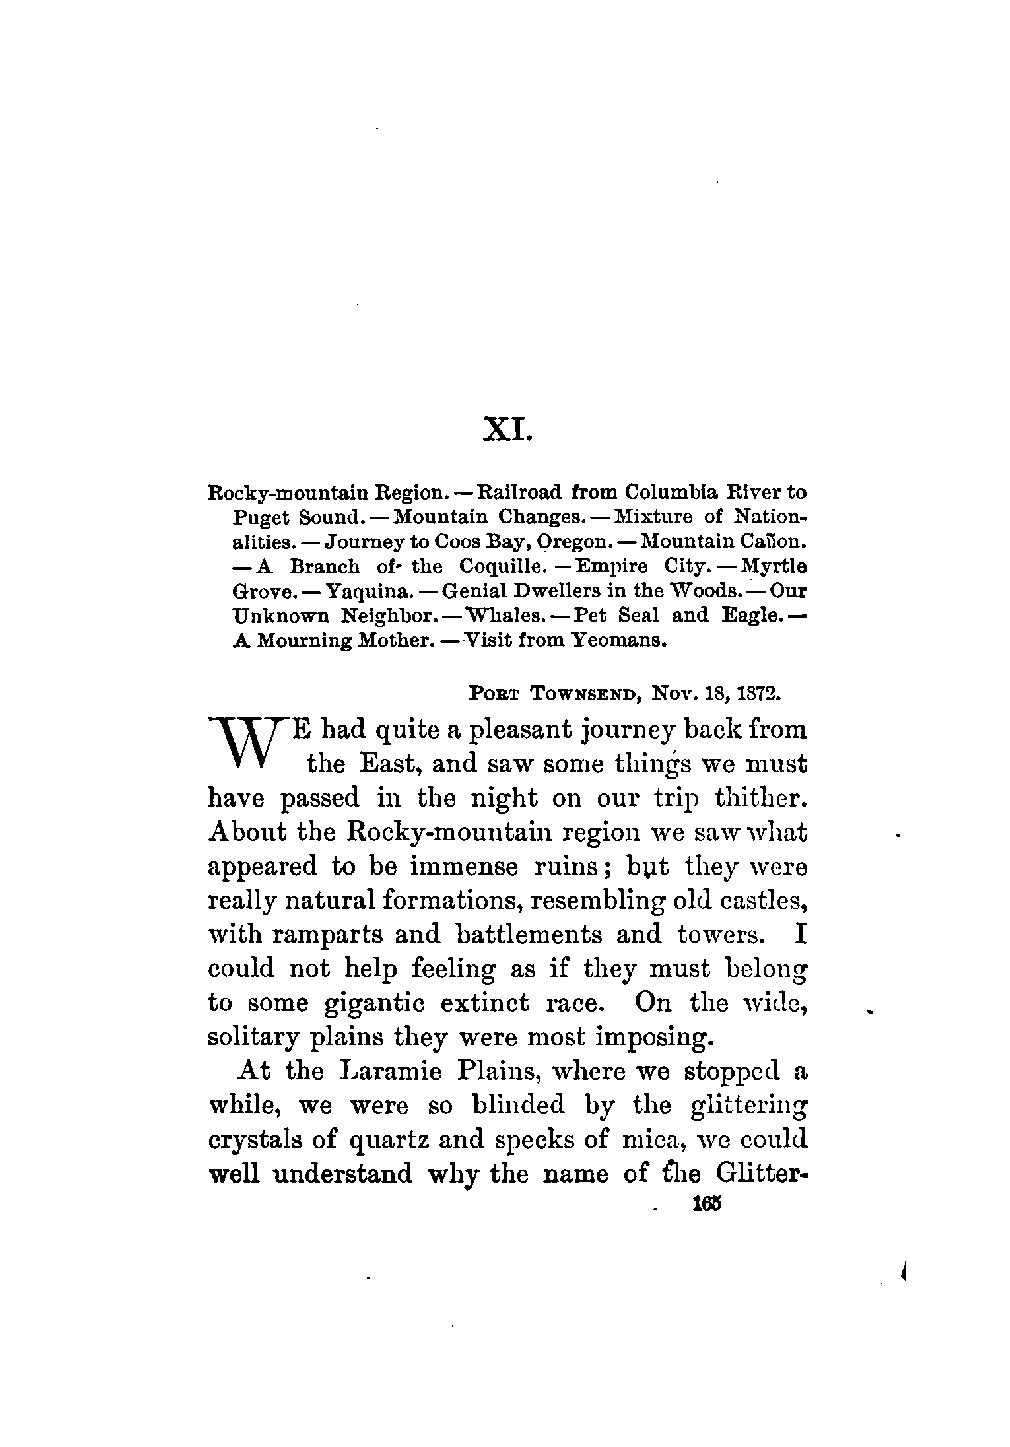 XI.
Rocky-mountain Region. — Railroad from Columbia River to
Puget Sound. — Mountain Changes. — Mixture of Nation-
alities. — Journey to Coos Bay, Oregon. — Mountain Cañon.
— A Branch of the Coquille. — Empire City. — Myrtle
Grove. — Yaquina. — Genial Dwellers in the Woods. — Our
Unknown Neighbor. — Whales. — Pet Seal and Eagle. —
A Mourning Mother. — Visit from Yeomans.
PORT TOWNSEND, Nov. 18, 1872.
WE had quite a pleasant journey back from
the East, and saw some things we must
have passed in the night on our trip thither.
About the Rocky-mountain region we saw what
appeared to be immense ruins; but they were
really natural formations, resembling old castles,
with ramparts and battlements and towers. I
could not help feeling as if they must belong
to some gigantic extinct race. On the wide,
solitary plains they were most imposing.
At the Laramie Plains, where we stopped a
while, we were so blinded by the glittering
crystals of quartz and specks of mica, we could
well understand why the name of the Glitter-
165